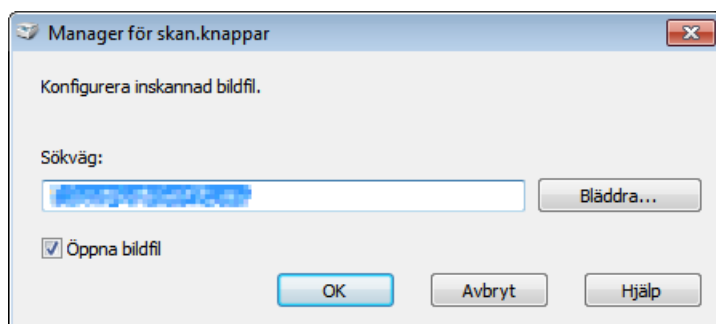 Manager för skan.knappar
Konfigurera inskannad bildfil.
Sökväg:
Bläddra...
Öppna bildfil
OK
Avbryt
Hjälp